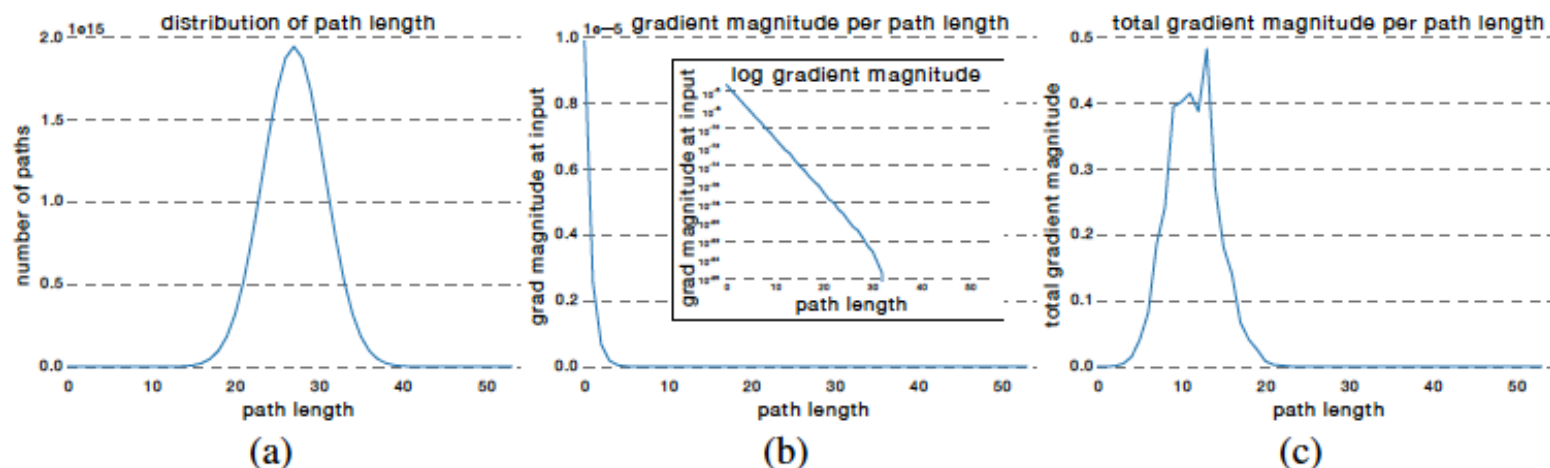 distribution of path length
1e15
2.0
1.5
1.0
0.5
0.0
number of paths
0 10 20 30 40 50
path length
(a)
1e−5 gradient magnitude per path length
1.0
0.8
0.6
0.4
0.2
0.0
grad magnitude at input
0 10 20 30 40 50
path length
log gradient magnitude
grad magnitude at input
0 10 20 30 40 50
path length
(b)
total gradient magnitude per path length
0.5
0.4
0.3
0.2
0.1
0.0
total gradient magnitude
0 10 20 30 40 50
path length
(c)